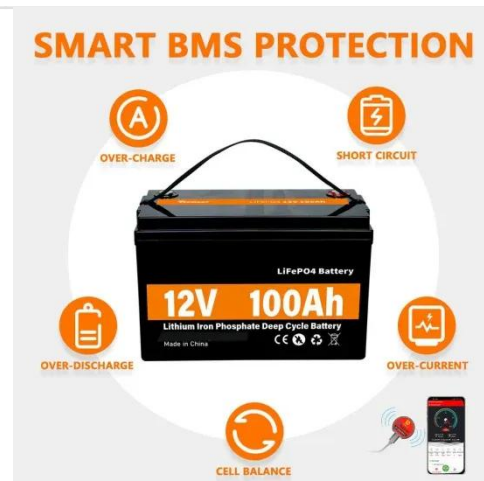 SMART BMS PROTECTION
OVER-CHARGE
SHORT CIRCUIT
LiFePO4 Battery
12V 100Ah
Lithium Iron Phosphate Deep Cycle Battery
Made in China
CE
OVER-DISCHARGE
OVER-CURRENT
CELL BALANCE